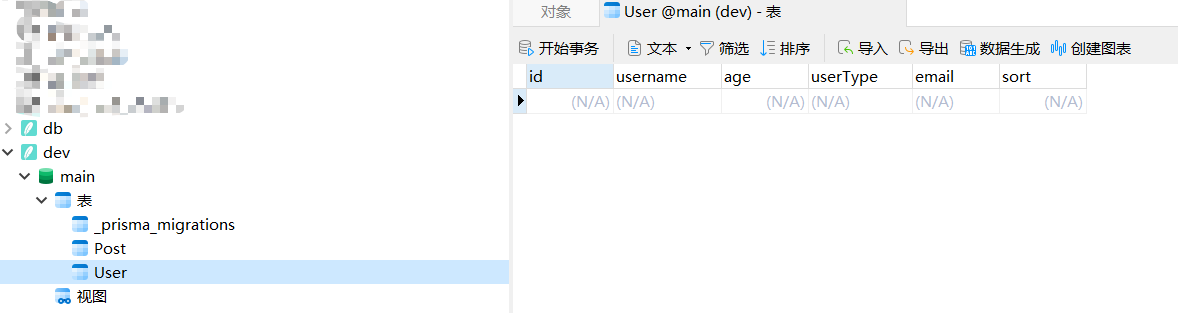 对象
User @main (dev) - 表
开始事务 文本 筛选 排序 导入 导出 数据生成 创建图表
id username age userType email sort
(N/A) (N/A) (N/A) (N/A) (N/A) (N/A)
db
dev
main
表
_prisma_migrations
Post
User
视图